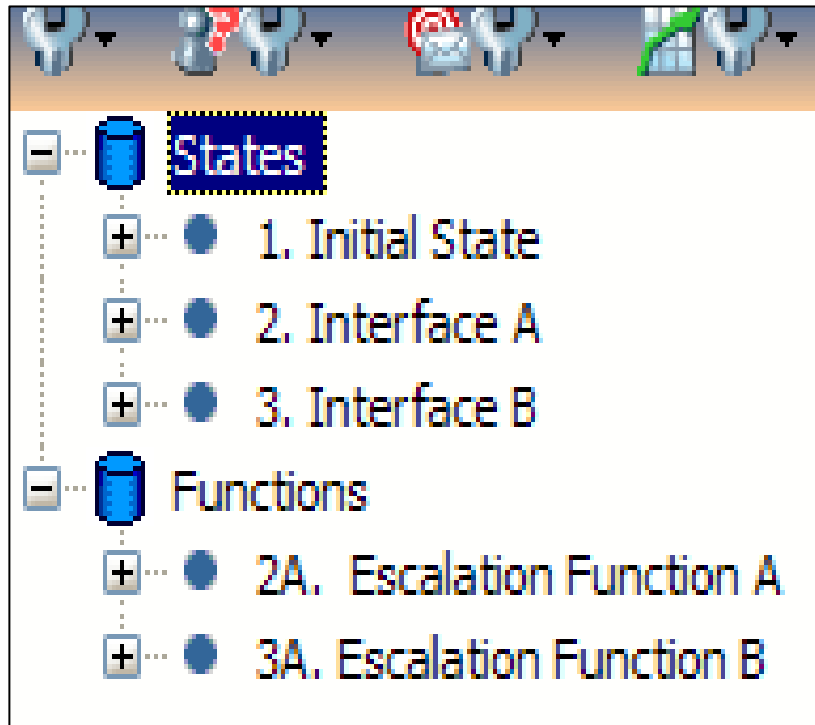 States
1. Initial State
2. Interface A
3. Interface B
Functions
2A.  Escalation Function A
3A. Escalation Function B